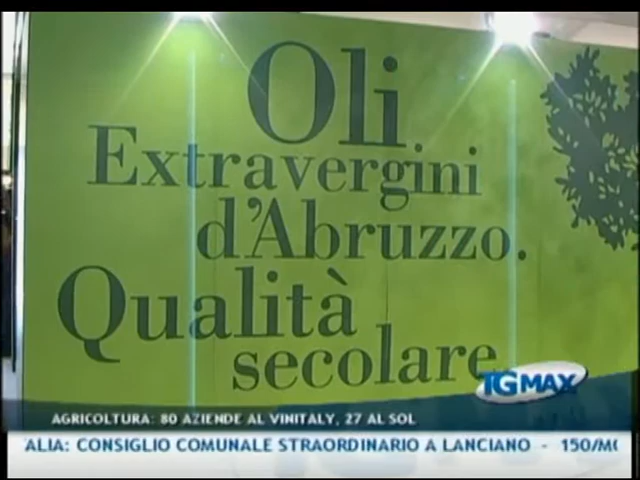 Oli
Extravergini
d'Abruzzo.
Qualità
secolare
TGMAX
AGRICOLTURA: 80 AZIENDE AL VINITALY, 27 AL SOL
ALIA: CONSIGLIO COMUNALE STRAORDINARIO A LANCIANO - 150/MO